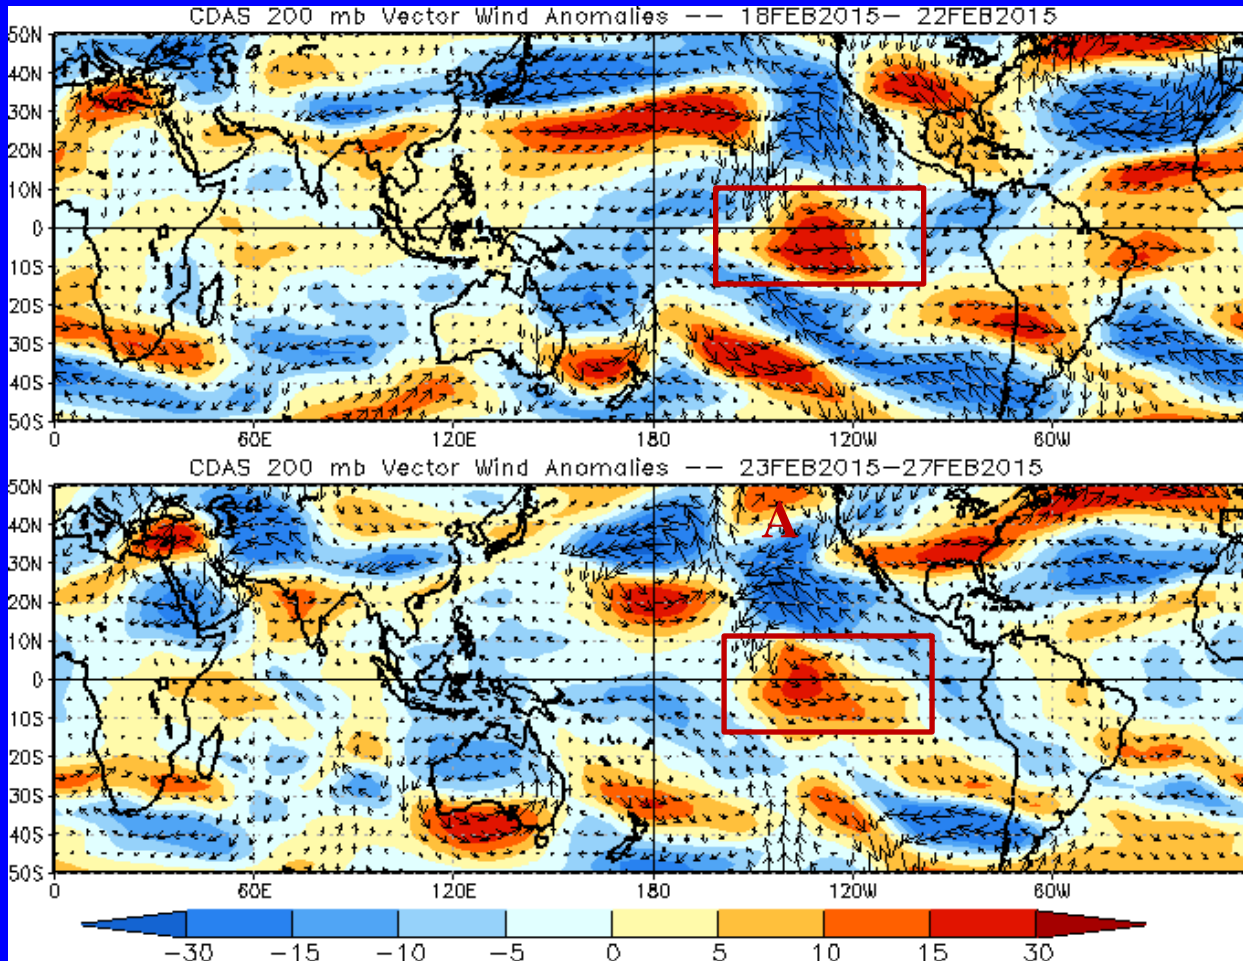 CDAS 200 mb Vector Wind Anomalies -- 18FEB2015- 22FEB2015
50N
40N
30N
20N
10N
0
10S
20S
30S
40S
50S
0 60E 120E 180 120W 60W
CDAS 200 mb Vector Wind Anomalies -- 23FEB2015-27FEB2015
50N
40N
A
30N
20N
10N
0
10S
20S
30S
40S
50S
0 60E 120E 180 120W 60W
-30 -15 -10 -5 0 5 10 15 30